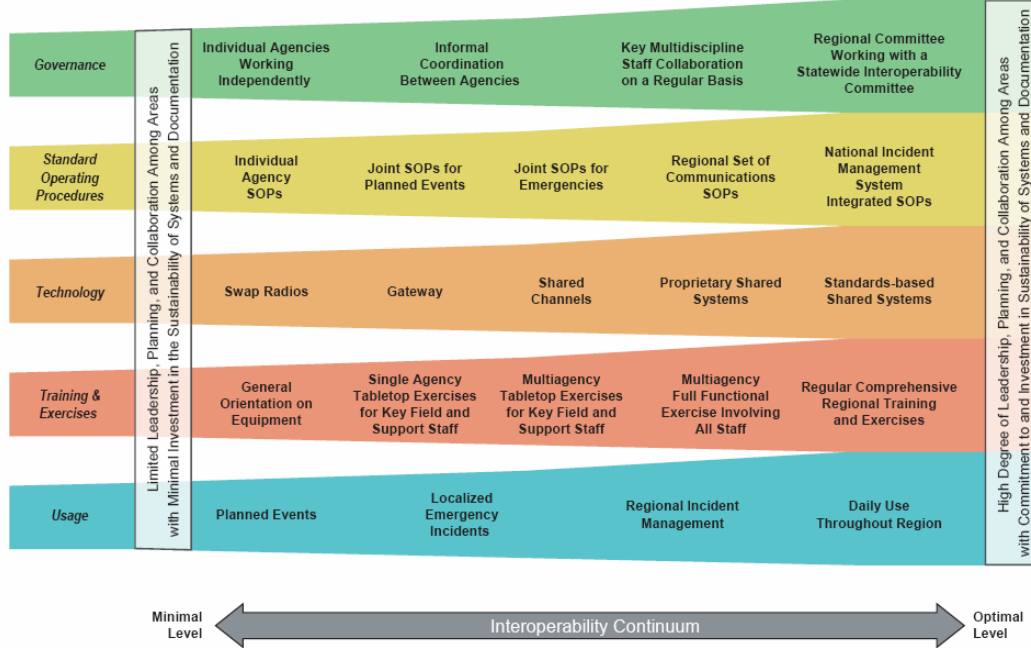 Governance
Individual Agencies
Working
Independently
Informal
Coordination
Between Agencies
Key Multidiscipline
Staff Collaboration
on a Regular Basis
Regional Committee
Working with a
Statewide Interoperability
Committee
Standard
Operating
Procedures
Individual
Agency
SOPs
Joint SOPs for
Planned Events
Joint SOPs for
Emergencies
Regional Set of
Communications
SOPs
National Incident
Management
System
Integrated SOPs
Technology
Swap Radios
Gateway
Shared
Channels
Proprietary Shared
Systems
Standards-based
Shared Systems
Training &
Exercises
General
Orientation on
Equipment
Single Agency
Tabletop Exercises
for Key Field and
Support Staff
Multiagency
Tabletop Exercises
for Key Field and
Support Staff
Multiagency
Full Functional
Exercise Involving
All Staff
Regular Comprehensive
Regional Training
and Exercises
Usage
Planned Events
Localized
Emergency
Incidents
Regional Incident
Management
Daily Use
Throughout Region
Limited Leadership, Planning, and Collaboration Among Areas
with Minimal Investment in the Sustainability of Systems and Documentation
High Degree of Leadership, Planning, and Collaboration Among Areas
with Commitment to and Investment in Sustainability of Systems and Documentation
Minimal
Level
Interoperability Continuum
Optimal
Level